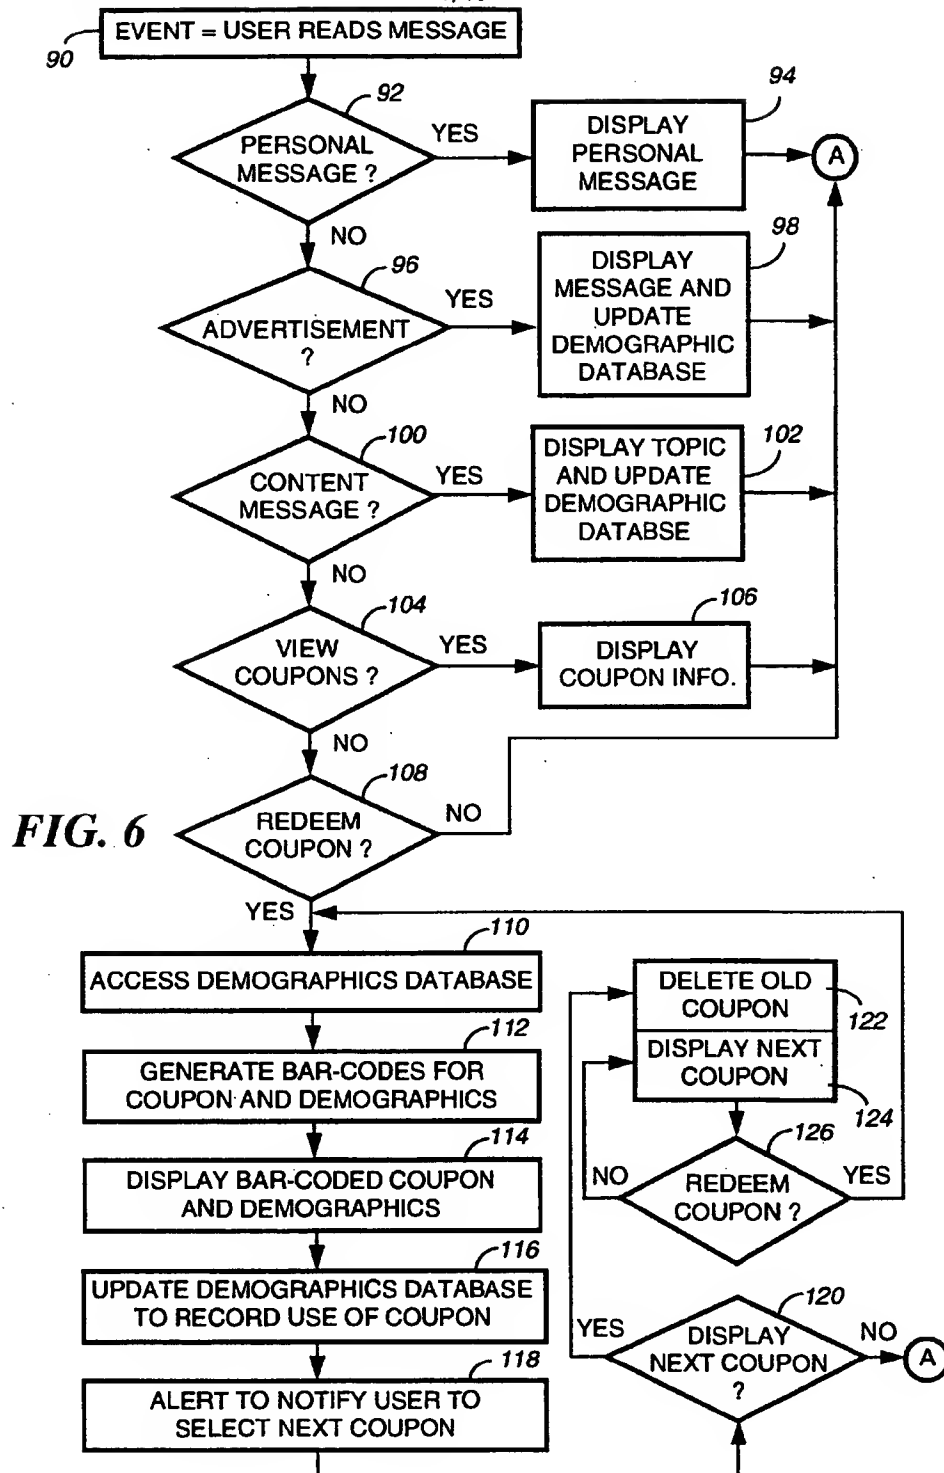 EVENT = USER READS MESSAGE
90
92
PERSONAL
MESSAGE ?
YES
NO
94
DISPLAY
PERSONAL
MESSAGE
A
96
ADVERTISEMENT
?
YES
NO
98
DISPLAY
MESSAGE AND
UPDATE
DEMOGRAPHIC
DATABASE
100
CONTENT
MESSAGE ?
YES
NO
102
DISPLAY TOPIC
AND UPDATE
DEMOGRAPHIC
DATABSE
104
VIEW
COUPONS ?
YES
NO
106
DISPLAY
COUPON INFO.
108
REDEEM
COUPON ?
NO
YES
FIG. 6
110
ACCESS DEMOGRAPHICS DATABASE
112
GENERATE BAR-CODES FOR
COUPON AND DEMOGRAPHICS
114
DISPLAY BAR-CODED COUPON
AND DEMOGRAPHICS
116
UPDATE DEMOGRAPHICS DATABASE
TO RECORD USE OF COUPON
118
ALERT TO NOTIFY USER TO
SELECT NEXT COUPON
DELETE OLD
COUPON
122
DISPLAY NEXT
COUPON
124
126
REDEEM
COUPON ?
NO
YES
120
DISPLAY
NEXT COUPON
?
YES
NO
A